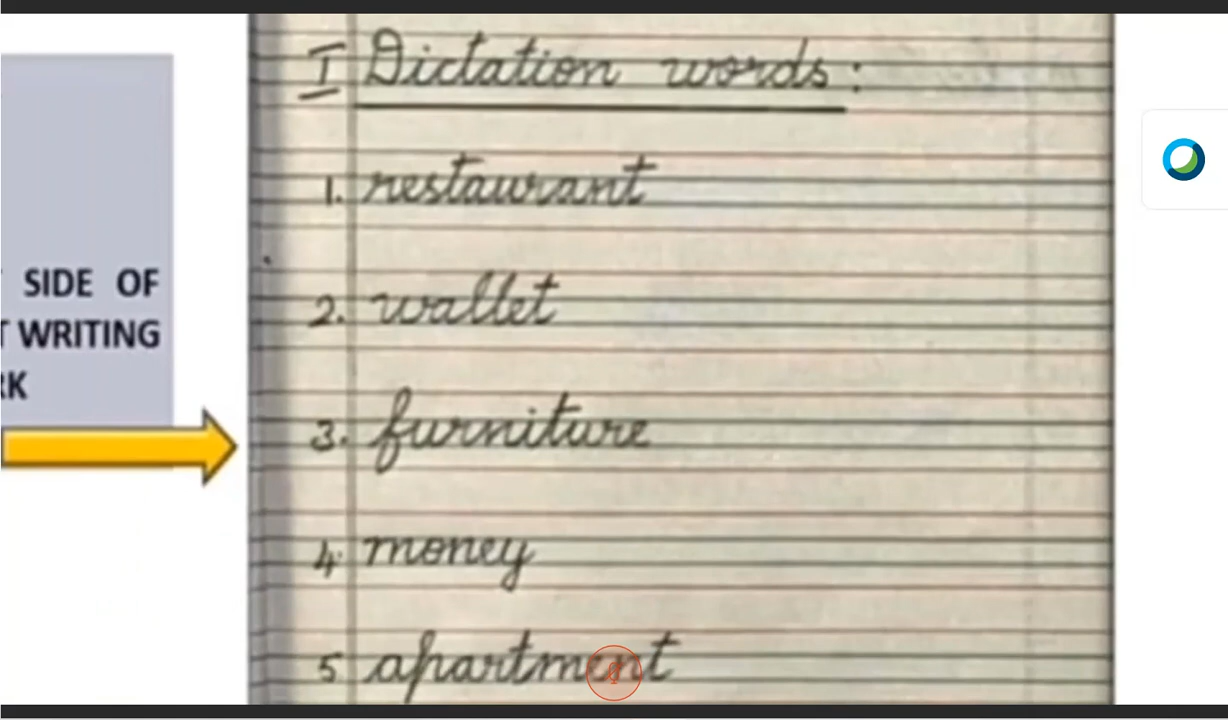 SIDE OF
WRITING
I Dictation words:
1. restaurant
2. wallet
3. furniture
4. money
5 apartment